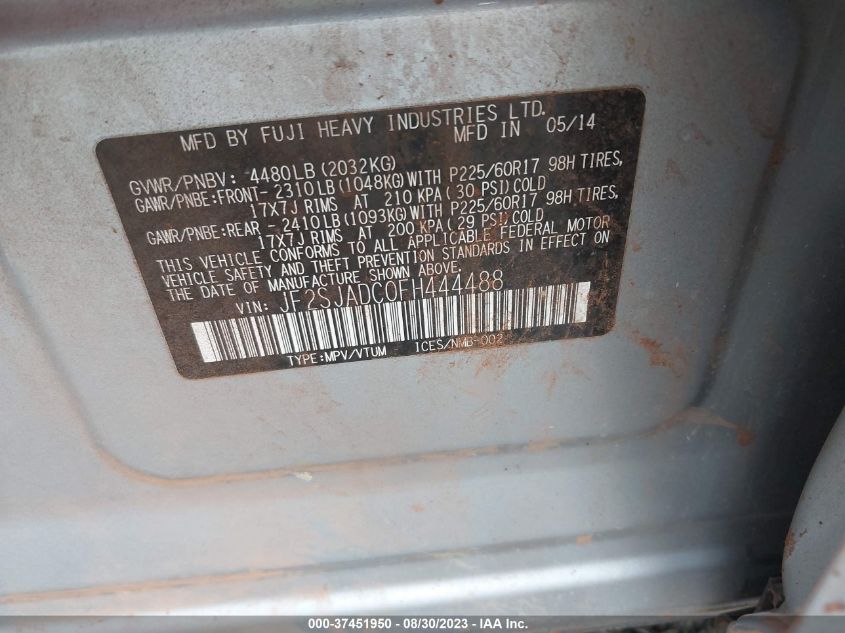 MFD BY FUJI HEAVY INDUSTRIES LTD.
MFD IN 05/14
GVWR/PNBV: 4480LB(2032KG)
GAWR/PNBE:FRONT- 2310LB(1048KG)WITH P225/60R17 98H TIRES,
17X7J RIMS AT 210 KPA(30 PSI)COLD
GAWR/PNBE:REAR - 2410LB(1093KG)WITH P225/60R17 98H TIRES,
17X7J RIMS AT 200 KPA(29 PSI)COLD
THIS VEHICLE CONFORMS TO ALL APPLICABLE FEDERAL MOTOR
VEHICLE SAFETY AND THEFT PREVENTION STANDARDS IN EFFECT ON
THE DATE OF MANUFACTURE SHOWN ABOVE.
VIN: JF2SJADC0FH444488
TYPE:MPV/VTUM ICES/NMB-002
000-37451950 - 08/30/2023 - IAA Inc.